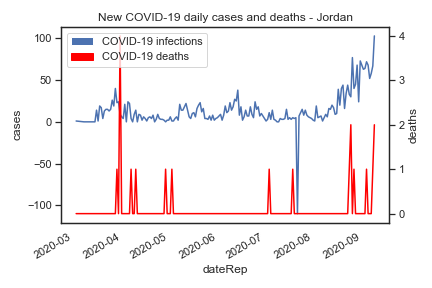 New COVID-19 daily cases and deaths - Jordan
COVID-19 infections
COVID-19 deaths
100
50
0
−50
−100
cases
4
3
2
1
0
deaths
2020-03
2020-04
2020-05
2020-06
2020-07
2020-08
2020-09
dateRep